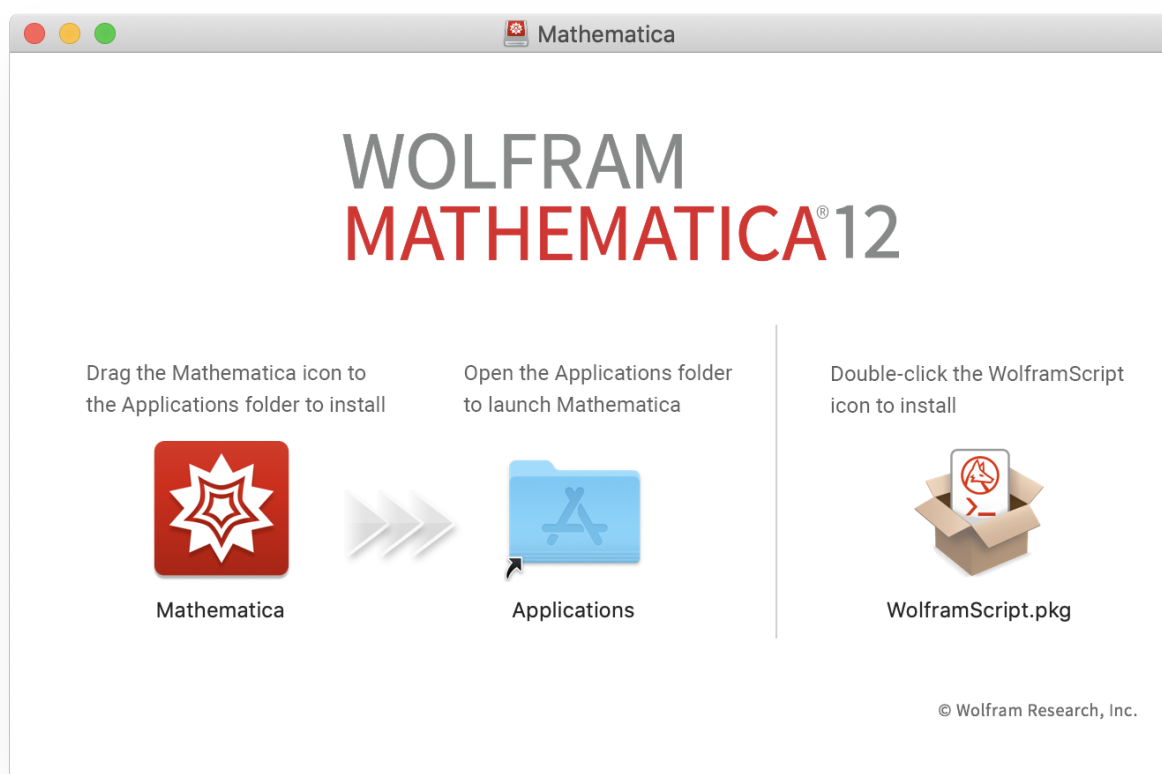 Mathematica
WOLFRAM
MATHEMATICA® 12
Drag the Mathematica icon to
the Applications folder to install
Open the Applications folder
to launch Mathematica
Double-click the WolframScript
icon to install
Mathematica
Applications
WolframScript.pkg
© Wolfram Research, Inc.